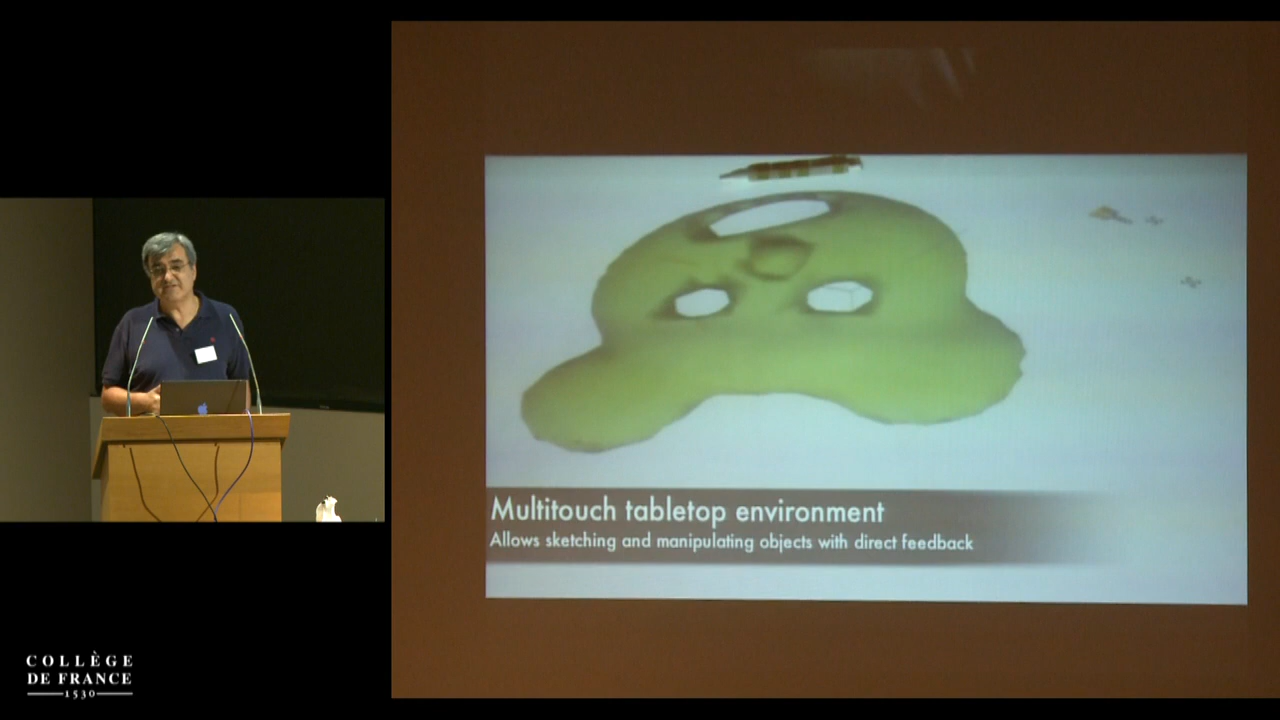 Multitouch tabletop environment
Allows sketching and manipulating objects with direct feedback
COLLÈGE
DE FRANCE
1530